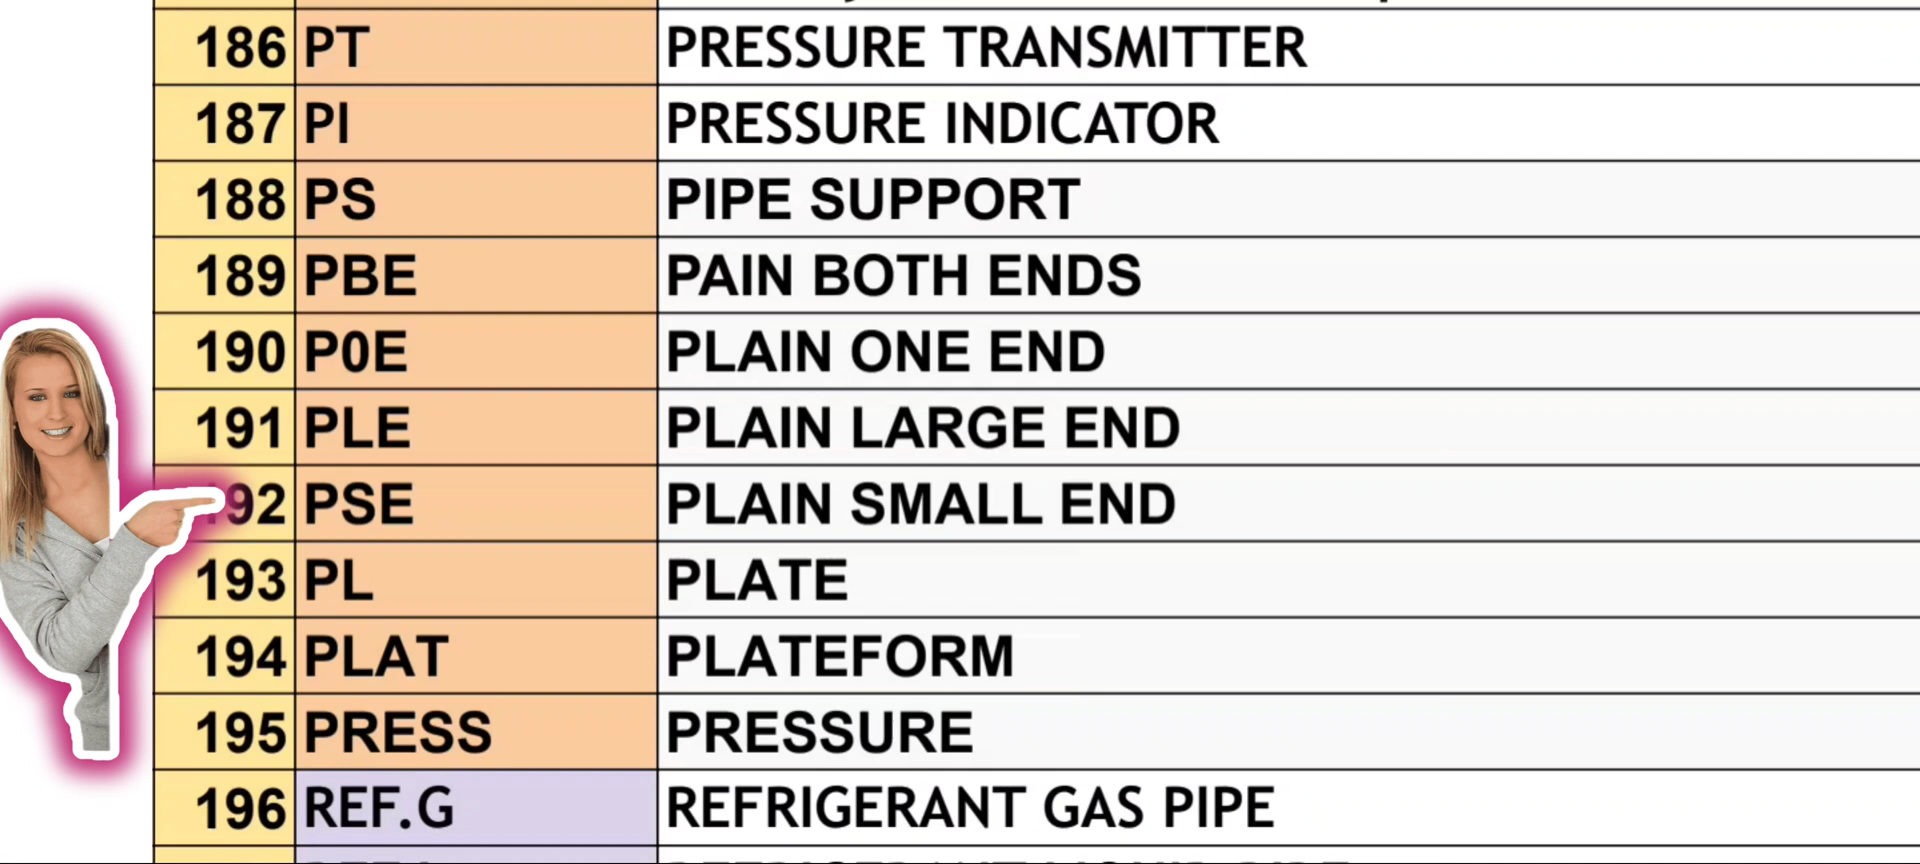 186 PT PRESSURE TRANSMITTER
187 PI PRESSURE INDICATOR
188 PS PIPE SUPPORT
189 PBE PAIN BOTH ENDS
190 P0E PLAIN ONE END
191 PLE PLAIN LARGE END
92 PSE PLAIN SMALL END
193 PL PLATE
194 PLAT PLATEFORM
195 PRESS PRESSURE
196 REF.G REFRIGERANT GAS PIPE